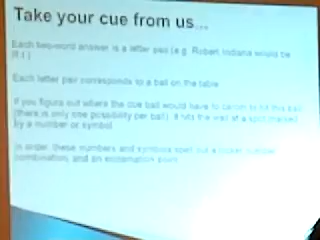 Take your cue from us...
Each two-word answer is a letter pair (e.g. Robert Indiana would be
R I)
Each letter pair corresponds to a ball on the table
If you figure out where the cue ball would have to to hit this ball
(there is only one possibility per ball), it hits the wall at a spot marked
by a number or symbol
In order, these numbers and symbols spell out a
combination, and an exclamation point